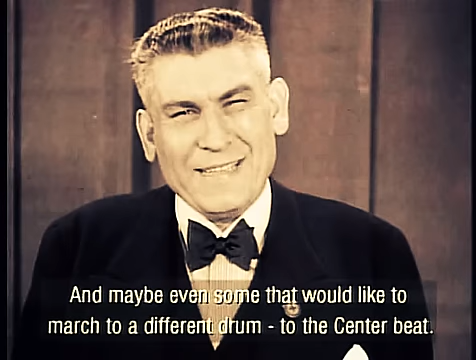 And maybe even some that would like to
march to a different drum - to the Center beat.